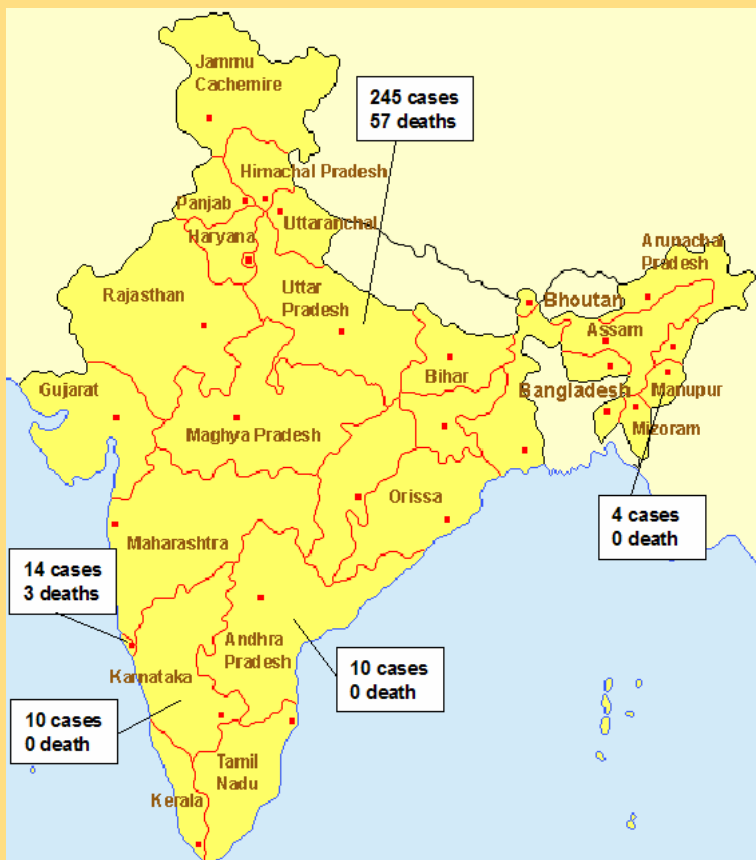 Jammu
Cachemire
245 cases
57 deaths
Himachal Pradesh
Panjab
Uttaranchal
Haryana
Arunachal
Pradesh
Rajasthan
Uttar
Pradesh
Bhoutan
Assam
Gujarat
Bihar
Bangladesh
Manupur
Maghya Pradesh
Mizoram
Orissa
4 cases
0 death
Maharashtra
14 cases
3 deaths
Andhra
Pradesh
10 cases
0 death
Karnataka
10 cases
0 death
Tamil
Nadu
Kerala